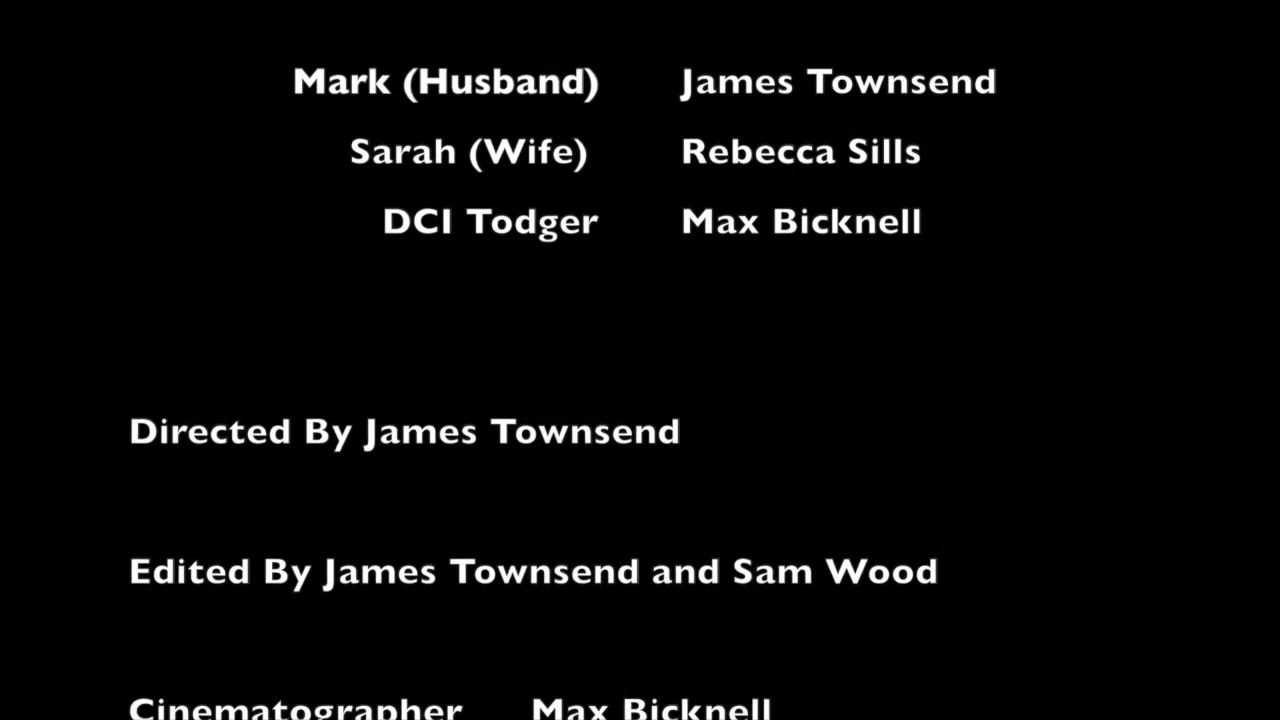 Mark (Husband) James Townsend
Sarah (Wife) Rebecca Sills
DCI Todger Max Bicknell
Directed By James Townsend
Edited By James Townsend and Sam Wood
Cinematographer Max Bicknell